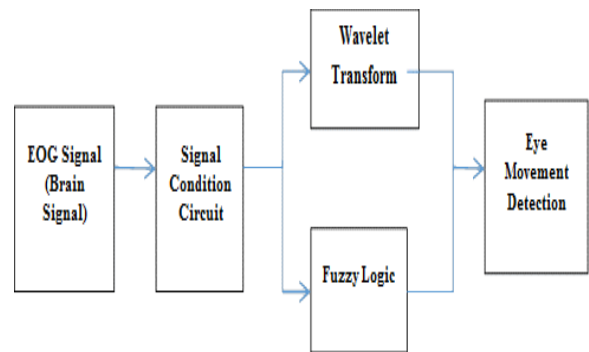 EOG Signal
(Brain
Signal)
Signal
Condition
Circuit
Wavelet
Transform
Fuzzy Logic
Eye
Movement
Detection